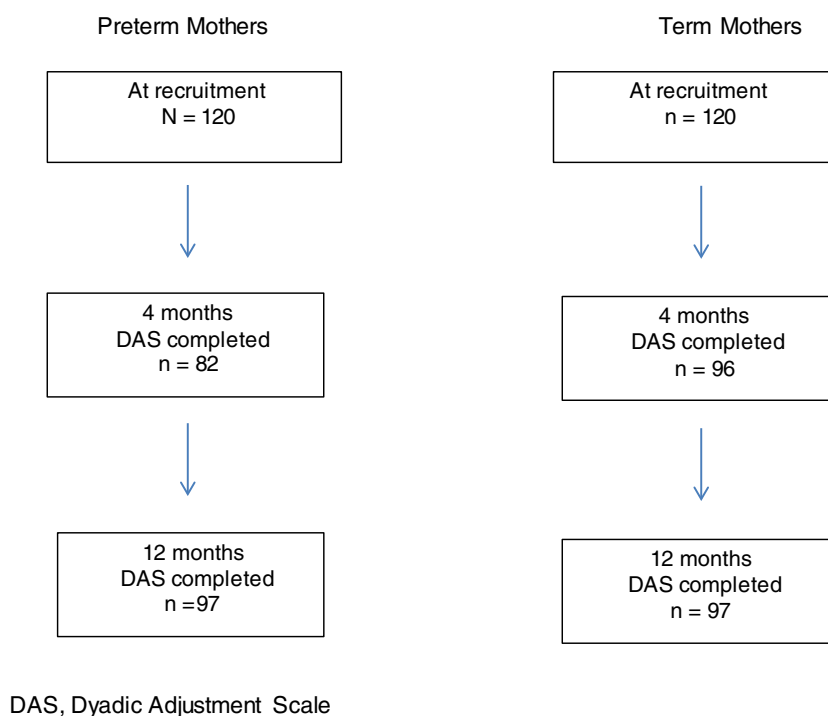 Preterm Mothers
Term Mothers
At recruitment
N = 120
At recruitment
n = 120
4 months
DAS completed
n = 82
4 months
DAS completed
n = 96
12 months
DAS completed
n =97
12 months
DAS completed
n = 97
DAS, Dyadic Adjustment Scale